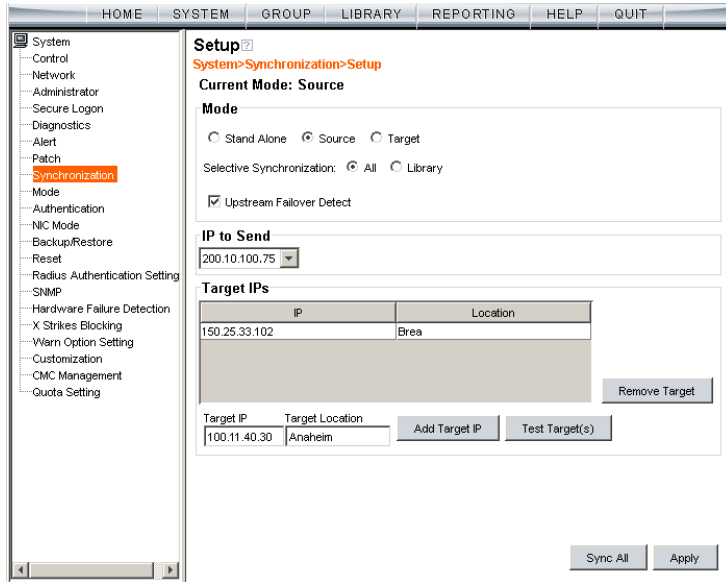 HOME SYSTEM GROUP LIBRARY REPORTING HELP QUIT
System
Control
Network
Administrator
Secure Logon
Diagnostics
Alert
Patch
Synchronization
Mode
Authentication
NIC Mode
Backup/Restore
Reset
Radius Authentication Setting
SNMP
Hardware Failure Detection
X Strikes Blocking
Warn Option Setting
Customization
CMC Management
Quota Setting
Setup ?
System>Synchronization>Setup
Current Mode: Source
Mode
Stand Alone Source Target
Selective Synchronization: All Library
Upstream Failover Detect
IP to Send
200.10.100.75
Target IPs
IP Location
150.25.33.102 Brea
Remove Target
Target IP Target Location
100.11.40.30 Anaheim Add Target IP Test Target(s)
Sync All Apply